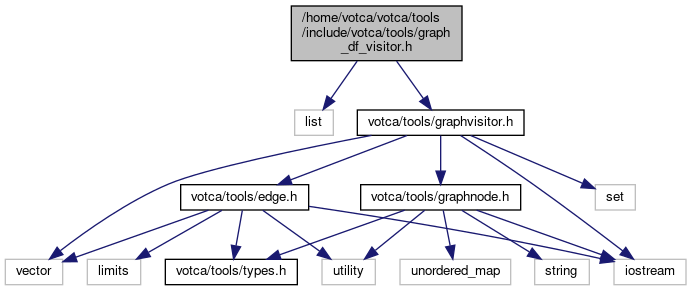 /home/votca/votca/tools
/include/votca/tools/graph
_df_visitor.h
list
votca/tools/graphvisitor.h
votca/tools/edge.h
votca/tools/graphnode.h
set
vector
limits
votca/tools/types.h
utility
unordered_map
string
iostream